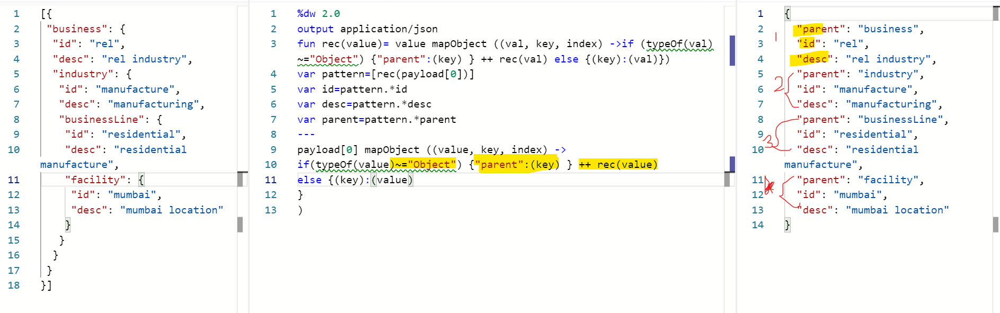 1 [{
2 "business": {
3 "id": "rel",
4 "desc": "rel industry",
5 "industry": {
6 "id": "manufacture",
7 "desc": "manufacturing",
8 "businessLine": {
9 "id": "residential",
10 "desc": "residential
manufacture",
11 "facility": {
12 "id": "mumbai",
13 "desc": "mumbai location"
14 }
15 }
16 }
17 }
18 }]
1 %dw 2.0
2 output application/json
3 fun rec(value)= value mapObject ((val, key, index) ->if (typeOf(val)
~="Object") {"parent":(key) } ++ rec(val) else {(key):(val)})
4 var pattern=[rec(payload[0])]
5 var id=pattern.*id
6 var desc=pattern.*desc
7 var parent=pattern.*parent
8 ---
9 payload[0] mapObject ((value, key, index) ->
10 if(typeOf(value)~="Object") {"parent":(key) } ++ rec(value)
11 else {(key):(value)
12 }
13 )
1 {
2 "parent": "business",
1
3 "id": "rel",
4 "desc": "rel industry",
5 "parent": "industry",
2
6 "id": "manufacture",
7 "desc": "manufacturing",
8 "parent": "businessLine",
9 "id": "residential",
3
10 "desc": "residential
manufacture",
11 "parent": "facility",
12 "id": "mumbai",
13 "desc": "mumbai location"
14 }